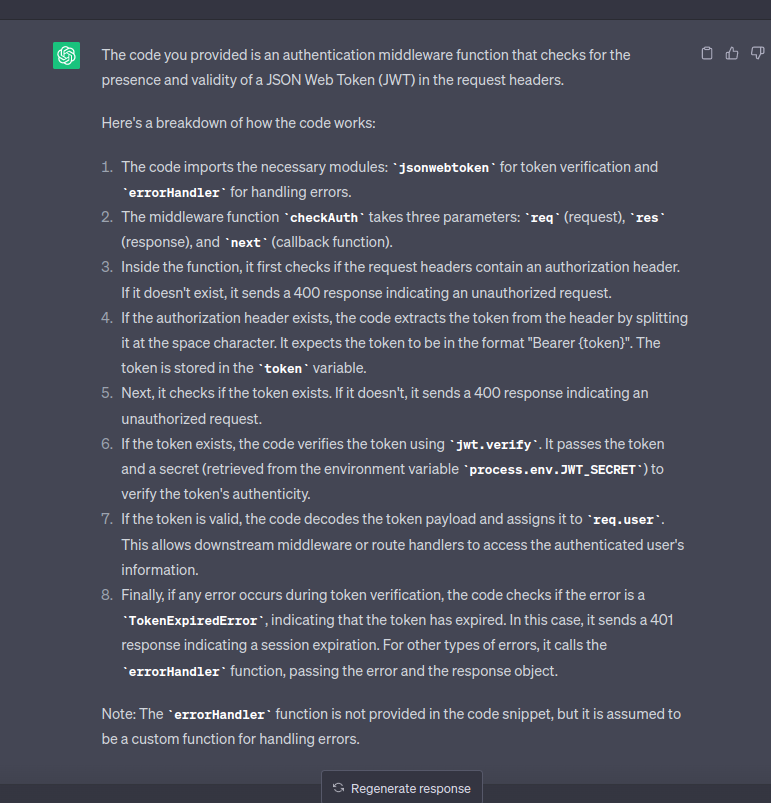 The code you provided is an authentication middleware function that checks for the
presence and validity of a JSON Web Token (JWT) in the request headers.
Here's a breakdown of how the code works:
1. The code imports the necessary modules: `jsonwebtoken` for token verification and
`errorHandler` for handling errors.
2. The middleware function `checkAuth` takes three parameters: `req` (request), `res`
(response), and `next` (callback function).
3. Inside the function, it first checks if the request headers contain an authorization header.
If it doesn't exist, it sends a 400 response indicating an unauthorized request.
4. If the authorization header exists, the code extracts the token from the header by splitting
it at the space character. It expects the token to be in the format "Bearer {token}". The
token is stored in the `token` variable.
5. Next, it checks if the token exists. If it doesn't, it sends a 400 response indicating an
unauthorized request.
6. If the token exists, the code verifies the token using `jwt.verify`. It passes the token
and a secret (retrieved from the environment variable `process.env.JWT_SECRET`) to
verify the token's authenticity.
7. If the token is valid, the code decodes the token payload and assigns it to `req.user`.
This allows downstream middleware or route handlers to access the authenticated user's
information.
8. Finally, if any error occurs during token verification, the code checks if the error is a
`TokenExpiredError`, indicating that the token has expired. In this case, it sends a 401
response indicating a session expiration. For other types of errors, it calls the
`errorHandler` function, passing the error and the response object.
Note: The `errorHandler` function is not provided in the code snippet, but it is assumed to
be a custom function for handling errors.
Regenerate response